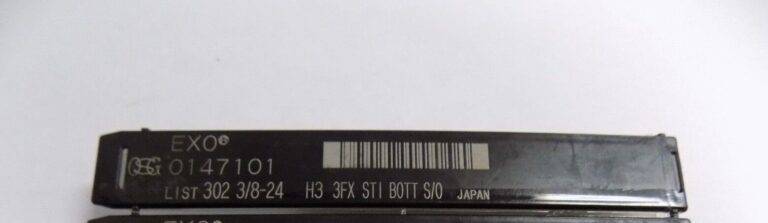 EXO®
OSG 0147101
LIST 302 3/8-24 H3 3FX STI BOTT S/O JAPAN